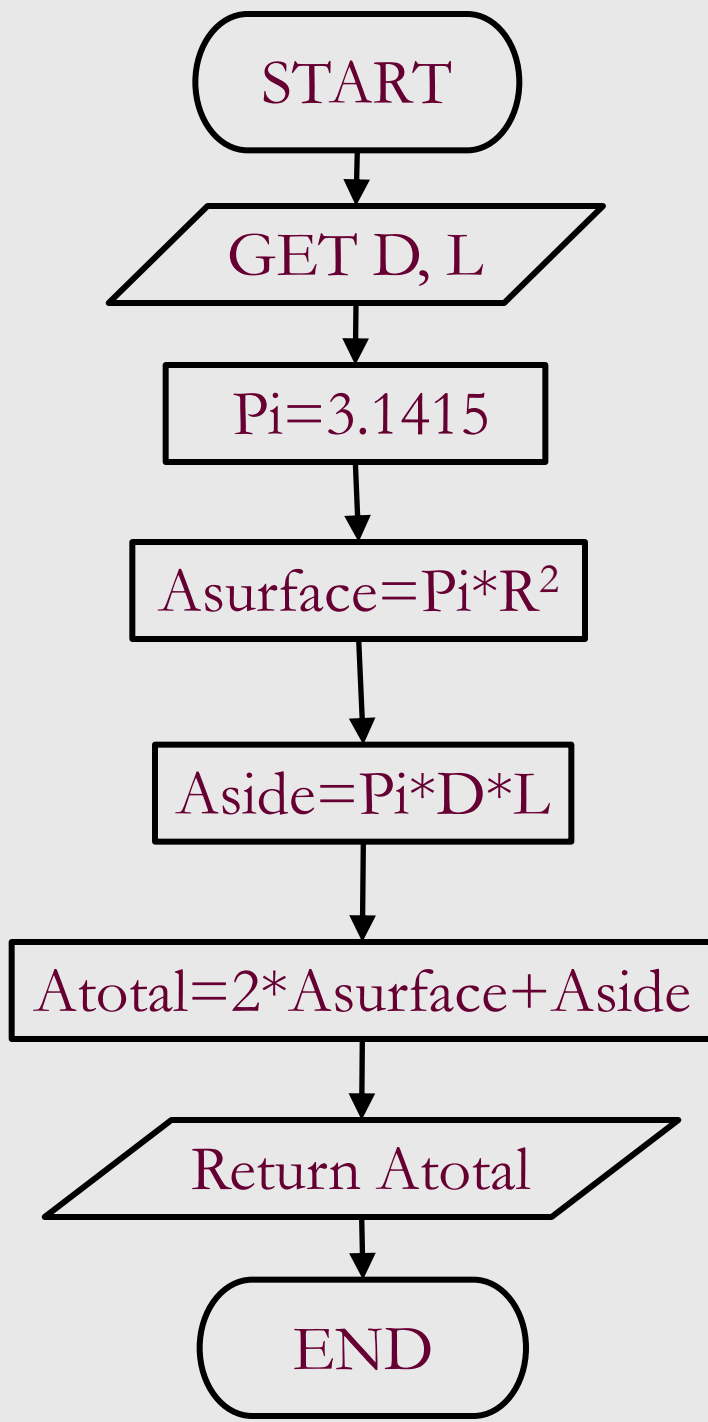 START
GET D, L
Pi=3.1415
Asurface=Pi*R²
Aside=Pi*D*L
Atotal=2*Asurface+Aside
Return Atotal
END